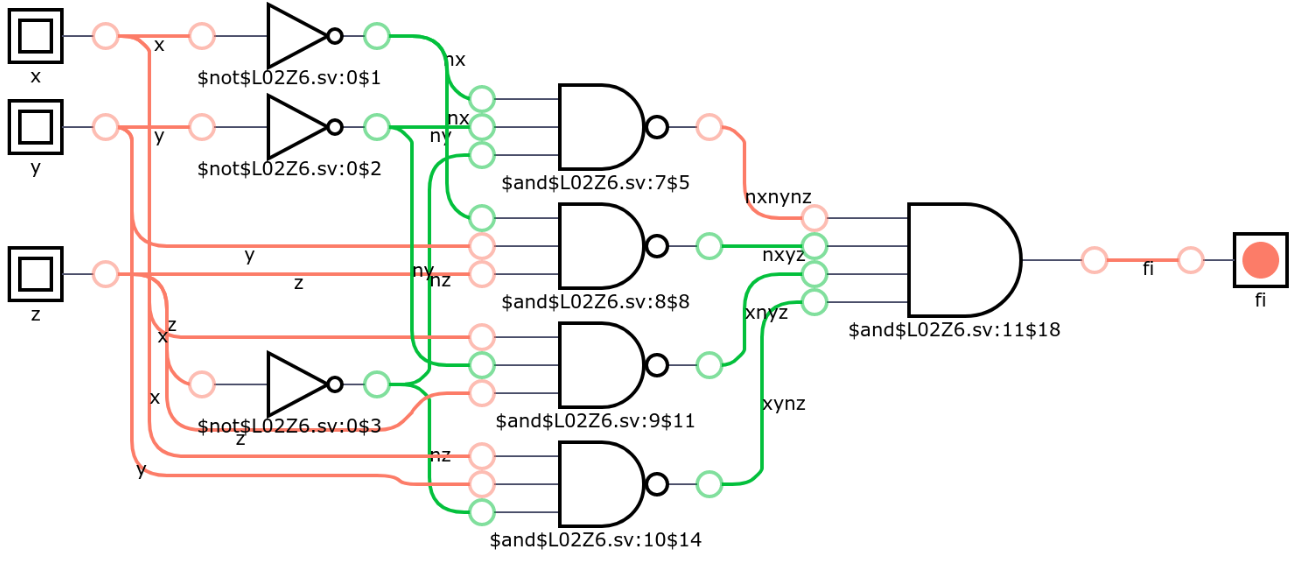 x
$not$L02Z6.sv:0$1
nx
x
y
$not$L02Z6.sv:0$2
nx
ny
y
$and$L02Z6.sv:7$5
nxnynz
y
z
ny
nz
nxyz
$and$L02Z6.sv:8$8
z
fi
fi
z
x
xnyz
$and$L02Z6.sv:11$18
x
$not$L02Z6.sv:0$3
z
$and$L02Z6.sv:9$11
xynz
nz
y
$and$L02Z6.sv:10$14